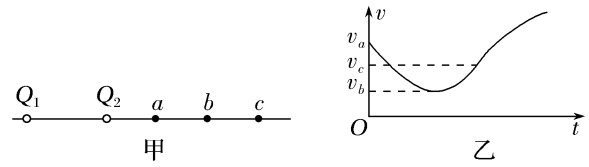 Q₁ Q₂ a b c
甲
v
vₐ
v_c
v_b
O t
乙